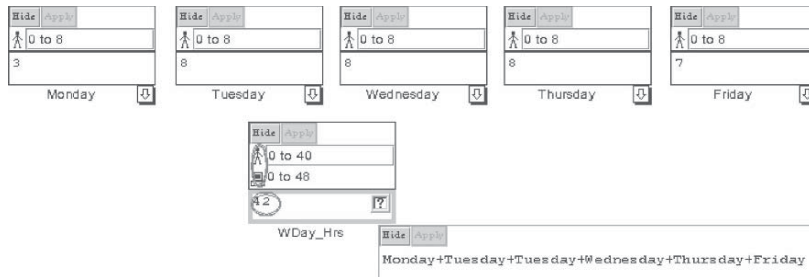 Hide Apply Hide Apply Hide Apply Hide Apply Hide Apply
0 to 8 0 to 8 0 to 8 0 to 8 0 to 8
3 8 8 8 7
Monday Tuesday Wednesday Thursday Friday
Hide Apply
0 to 40
0 to 48
42 ?
WDay_Hrs
Hide Apply
Monday+Tuesday+Tuesday+Wednesday+Thursday+Friday